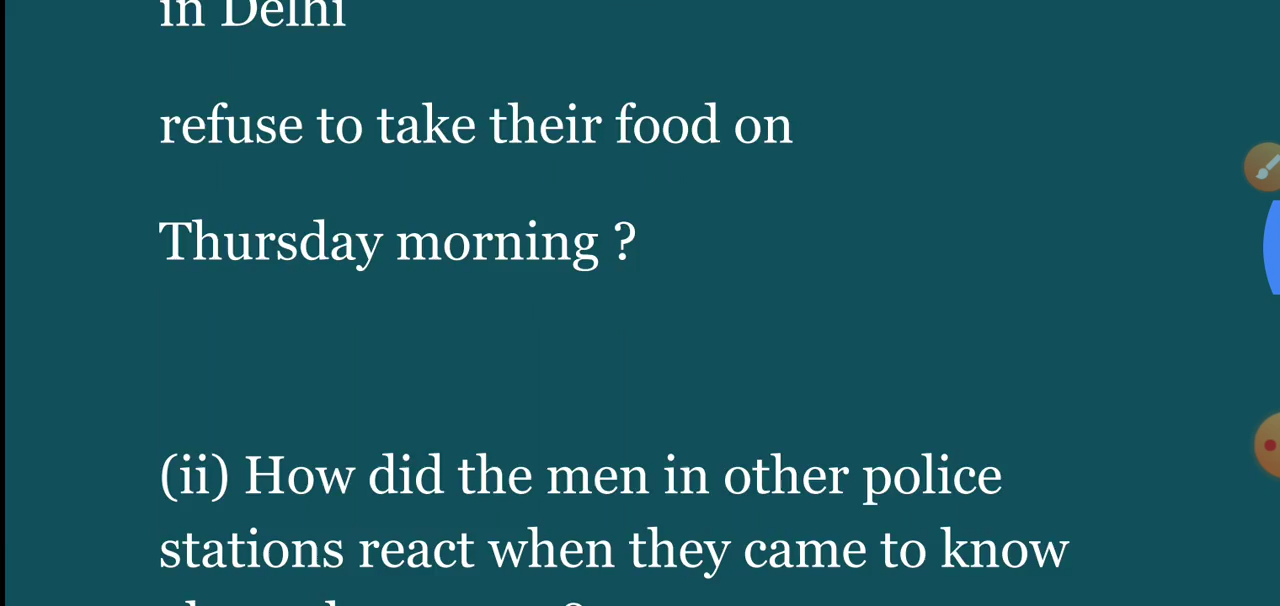 in Delhi
refuse to take their food on
Thursday morning ?
(ii) How did the men in other police
stations react when they came to know